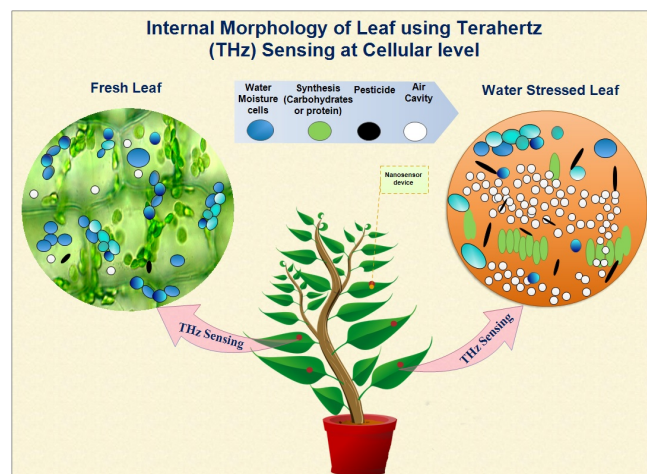 Internal Morphology of Leaf using Terahertz
(THz) Sensing at Cellular level
Fresh Leaf
Water
Moisture
cells
Synthesis
(Carbohydrates
or protein)
Pesticide
Air
Cavity
Water Stressed Leaf
Nanosensor
device
THz Sensing
THz Sensing